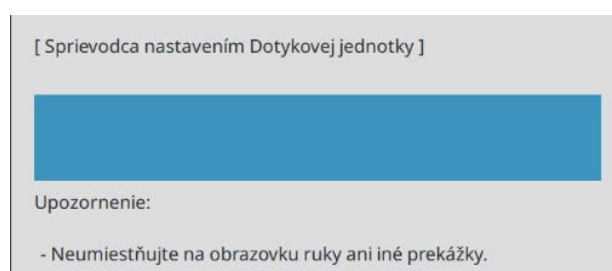 [ Sprievodca nastavením Dotykovej jednotky ]
Upozornenie:
- Neumiestňujte na obrazovku ruky ani iné prekážky.